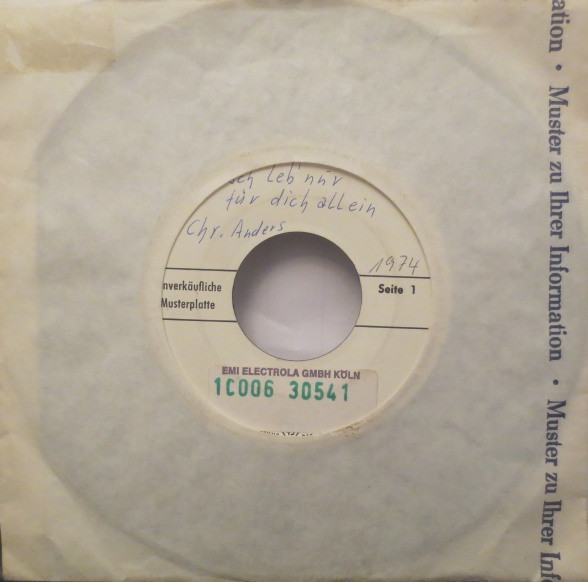 ich leb' nur
für dich allein
Chr. Anders
1974
nverkäufliche
Musterplatte
Seite 1
EMI ELECTROLA GMBH KÖLN
1C006 30541
ation • Muster zu Ihrer Information • Muster zu Ihrer Inf